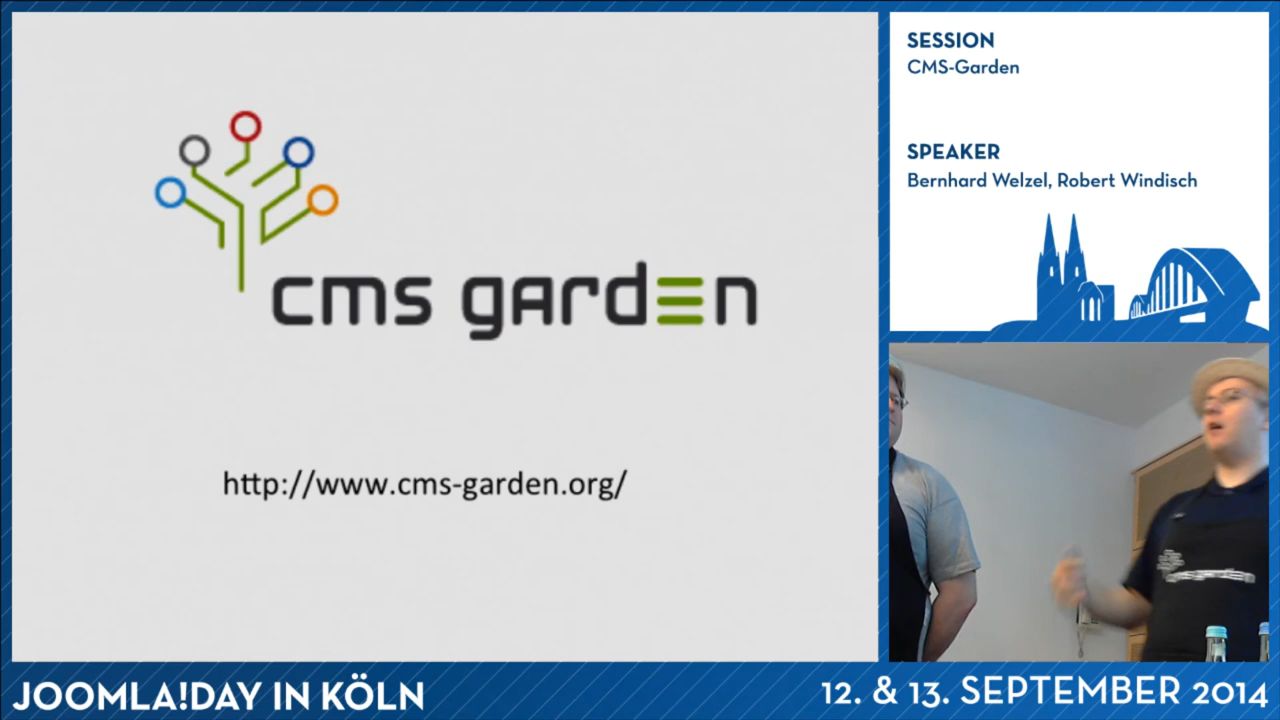 cms garden
http://www.cms-garden.org/
SESSION
CMS-Garden
SPEAKER
Bernhard Welzel, Robert Windisch
JOOMLA!DAY IN KÖLN
12. & 13. SEPTEMBER 2014